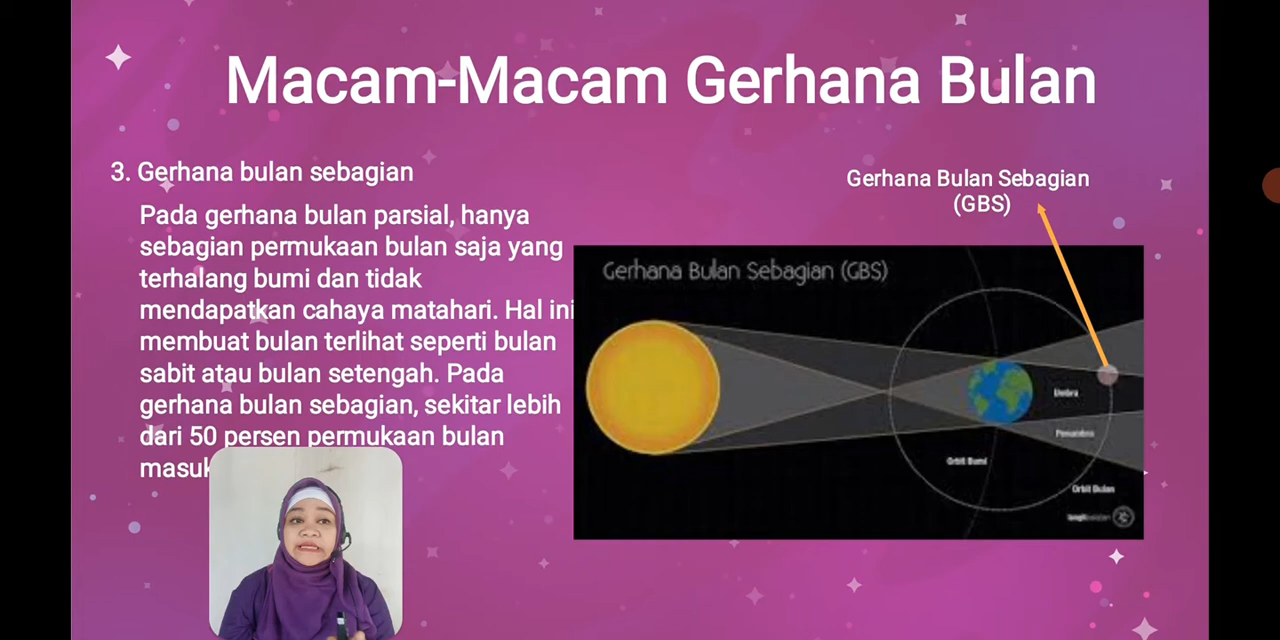 Macam-Macam Gerhana Bulan
3. Gerhana bulan sebagian
Pada gerhana bulan parsial, hanya
sebagian permukaan bulan saja yang
terhalang bumi dan tidak
mendapatkan cahaya matahari. Hal ini
membuat bulan terlihat seperti bulan
sabit atau bulan setengah. Pada
gerhana bulan sebagian, sekitar lebih
dari 50 persen permukaan bulan
masuk
Gerhana Bulan Sebagian
(GBS)
Gerhana Bulan Sebagian (GBS)
Umbra
Penumbra
Orbit Bumi
Orbit Bulan